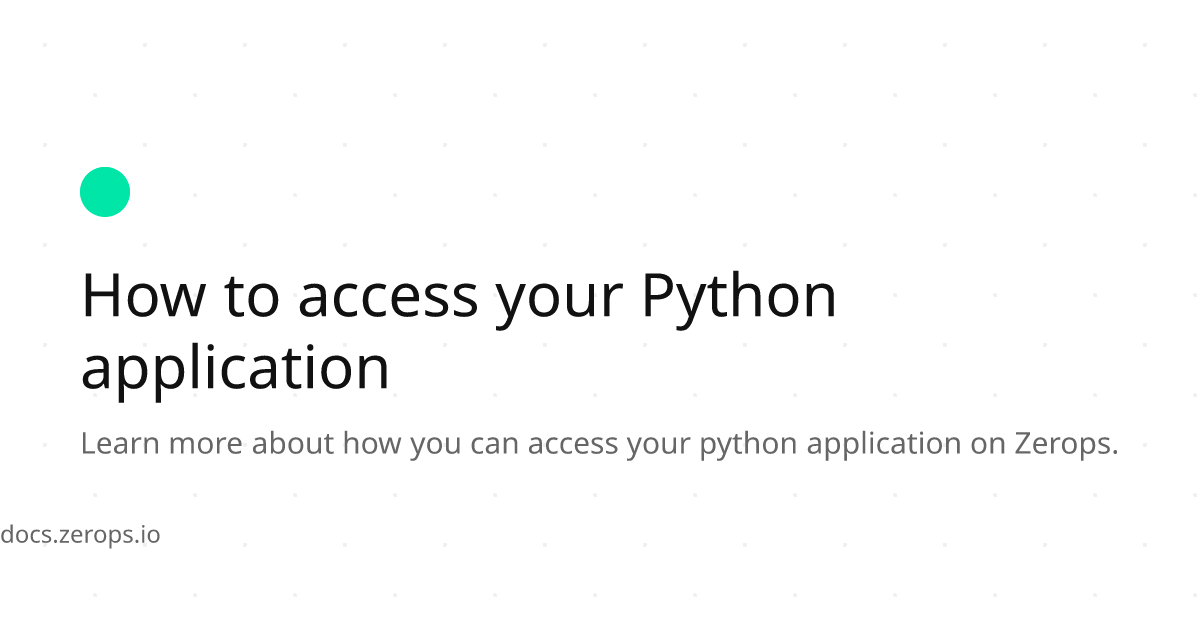 How to access your Python
application
Learn more about how you can access your python application on Zerops.
docs.zerops.io